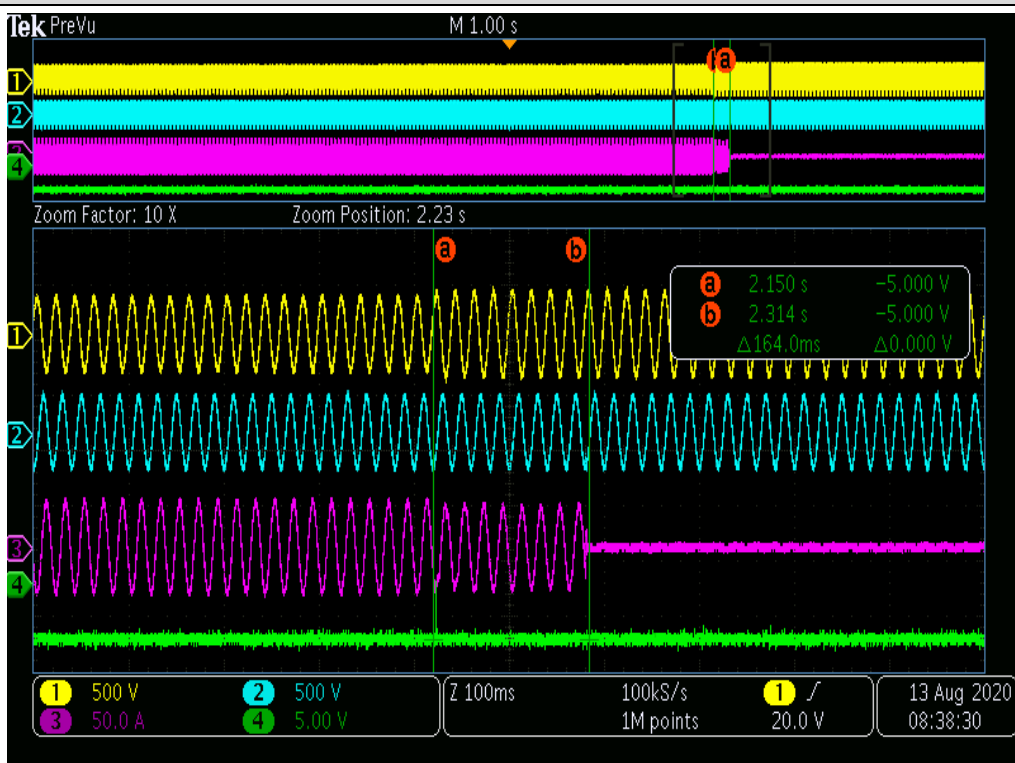 Tek PreVu M 1.00 s
a
1
2
3
4
Zoom Factor: 10 X Zoom Position: 2.23 s
a b
a 2.150 s −5.000 V
b 2.314 s −5.000 V
△164.0ms △0.000 V
1
2
3
4
1 500 V 2 500 V Z 100ms 100kS/s 1 13 Aug 2020
3 50.0 A 4 5.00 V 1M points 20.0 V 08:38:30